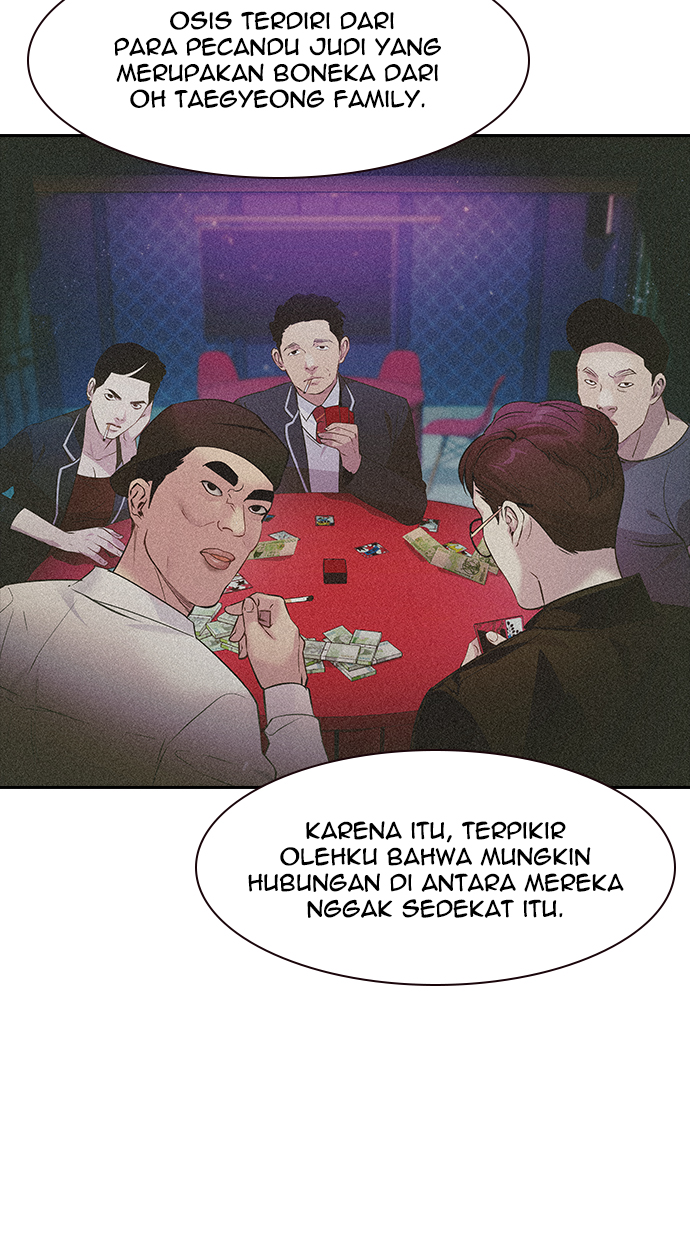 OSIS TERDIRI DARI
PARA PECANDU JUDI YANG
MERUPAKAN BONEKA DARI
OH TAEGYEONG FAMILY.
KARENA ITU, TERPIKIR
OLEHKU BAHWA MUNGKIN
HUBUNGAN DI ANTARA MEREKA
NGGAK SEDEKAT ITU.